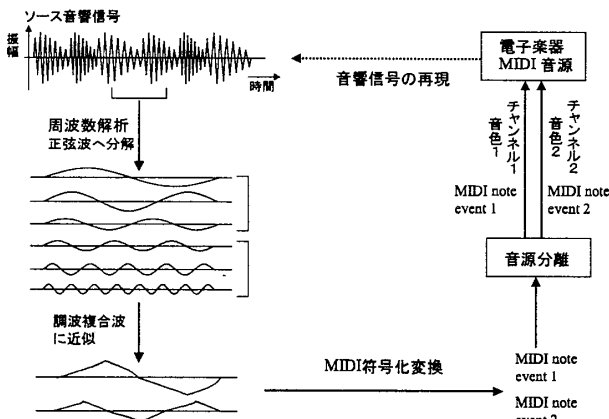 ソース音響信号
振幅
時間
周波数解析
正弦波へ分解
調波複合波
に近似
MIDI符号化変換
MIDI note
event 1
MIDI note
event 2
音源分離
MIDI note
event 1
MIDI note
event 2
チャンネル1
音色1
チャンネル2
音色2
電子楽器
MIDI 音源
音響信号の再現